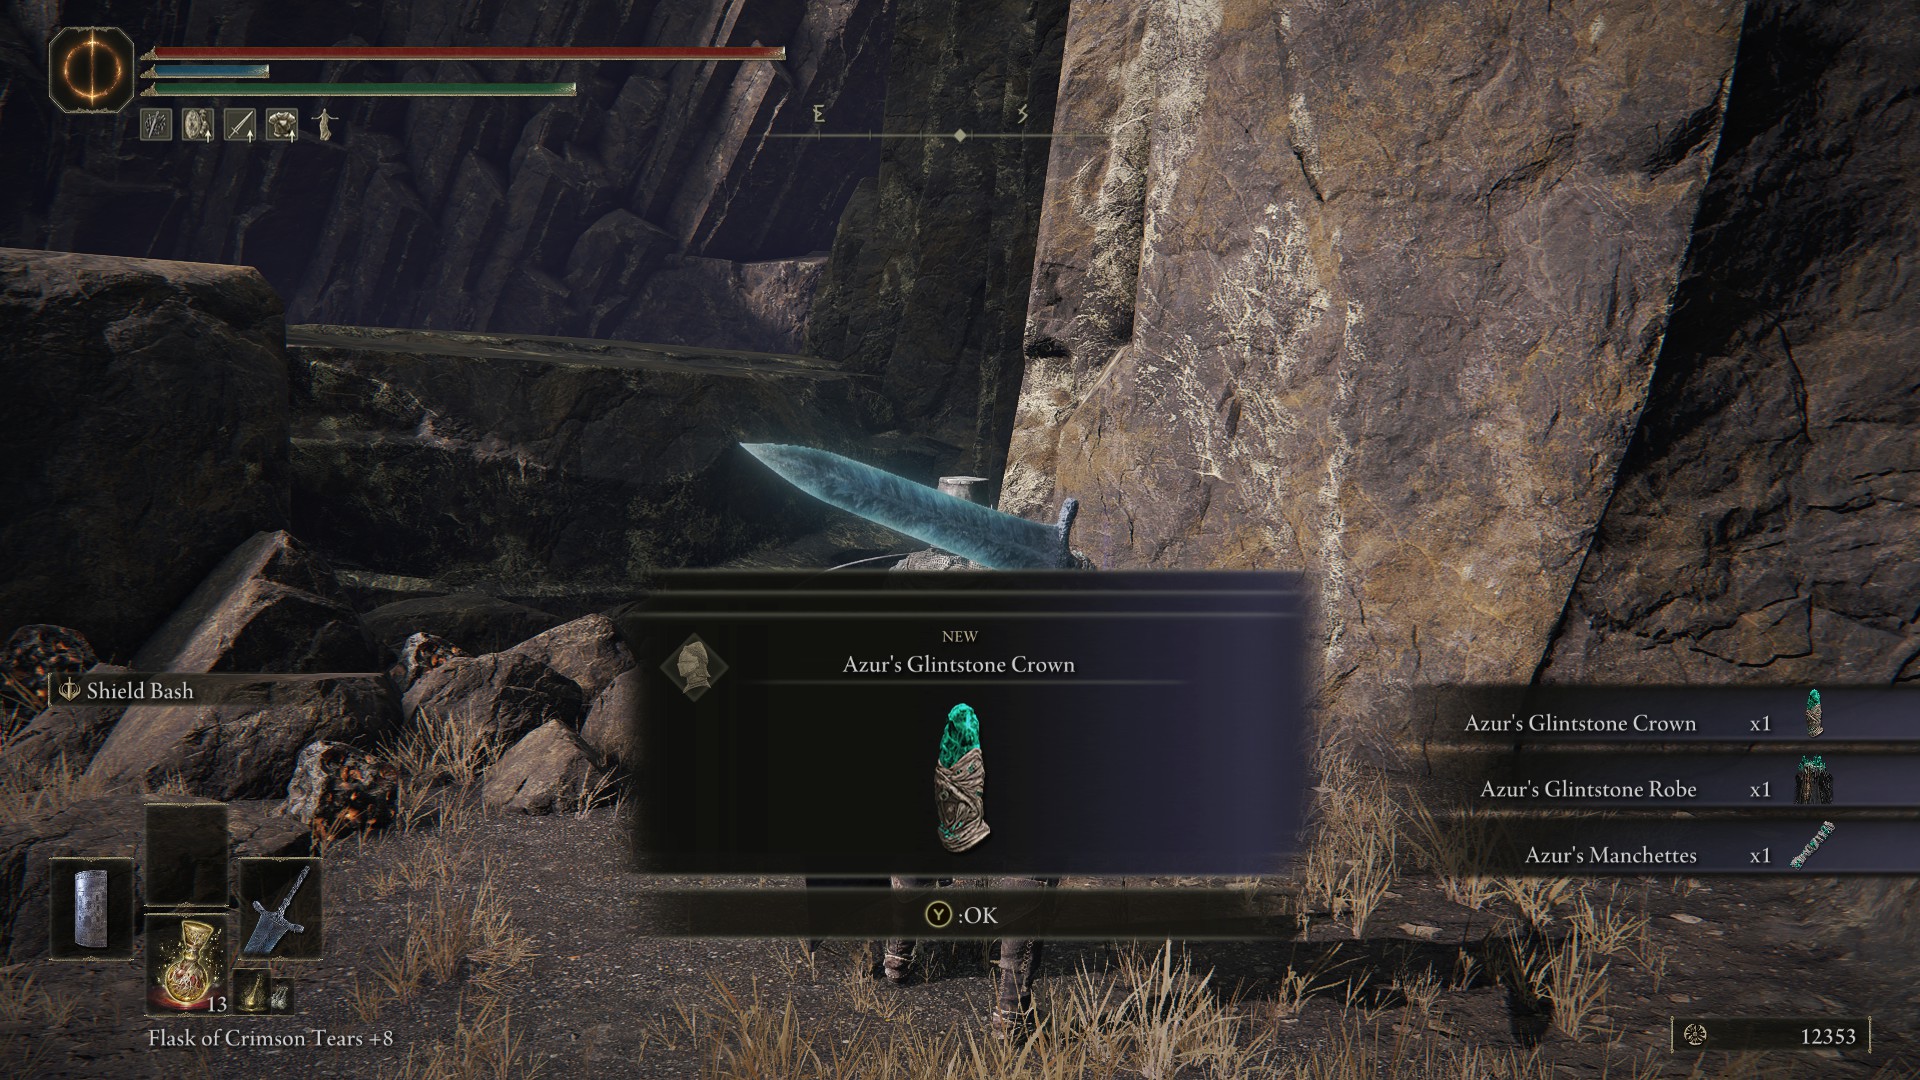 E
S
NEW
Azur's Glintstone Crown
Shield Bash
Azur's Glintstone Crown x1
Azur's Glintstone Robe x1
Azur's Manchettes x1
Y :OK
13
Flask of Crimson Tears +8
12353